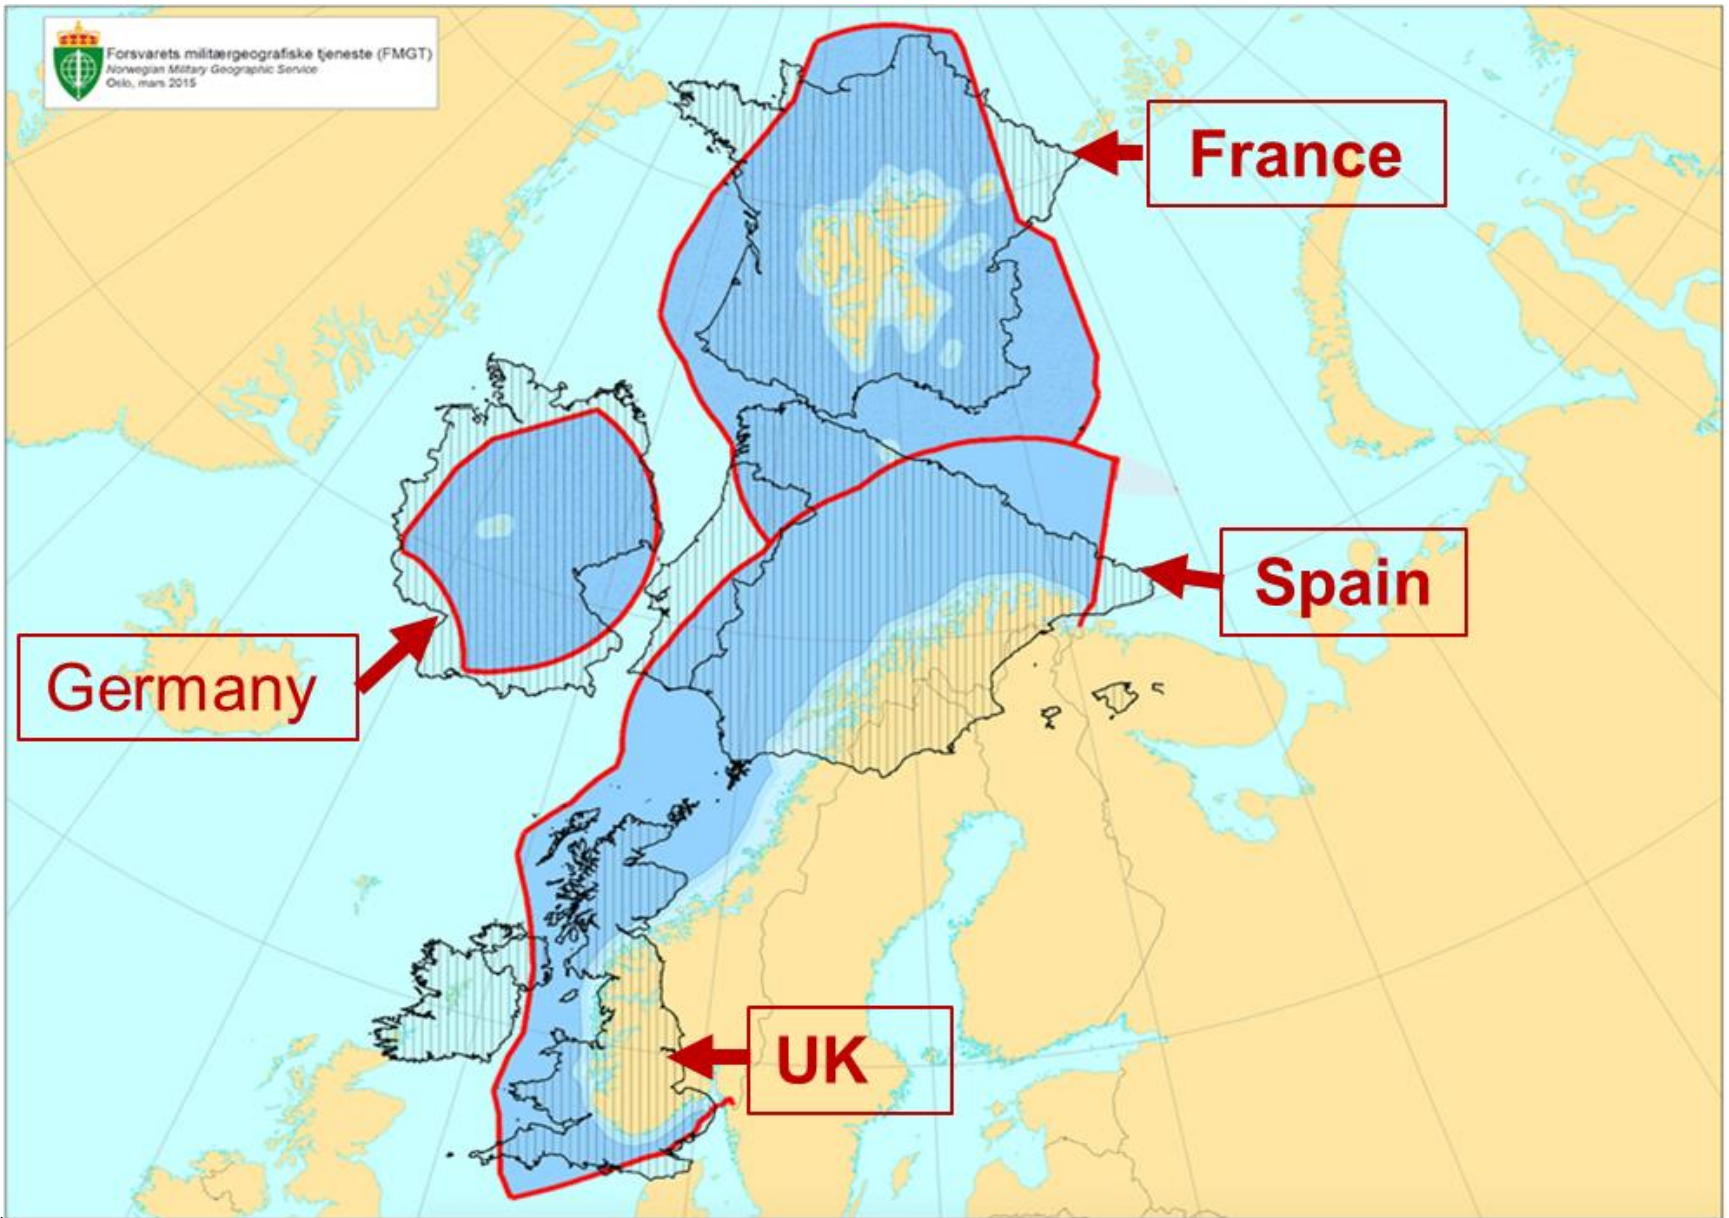 Forsvarets militærgeografiske tjeneste (FMGT)
Norwegian Military Geographic Service
Oslo, mars 2015
France
Spain
Germany
UK